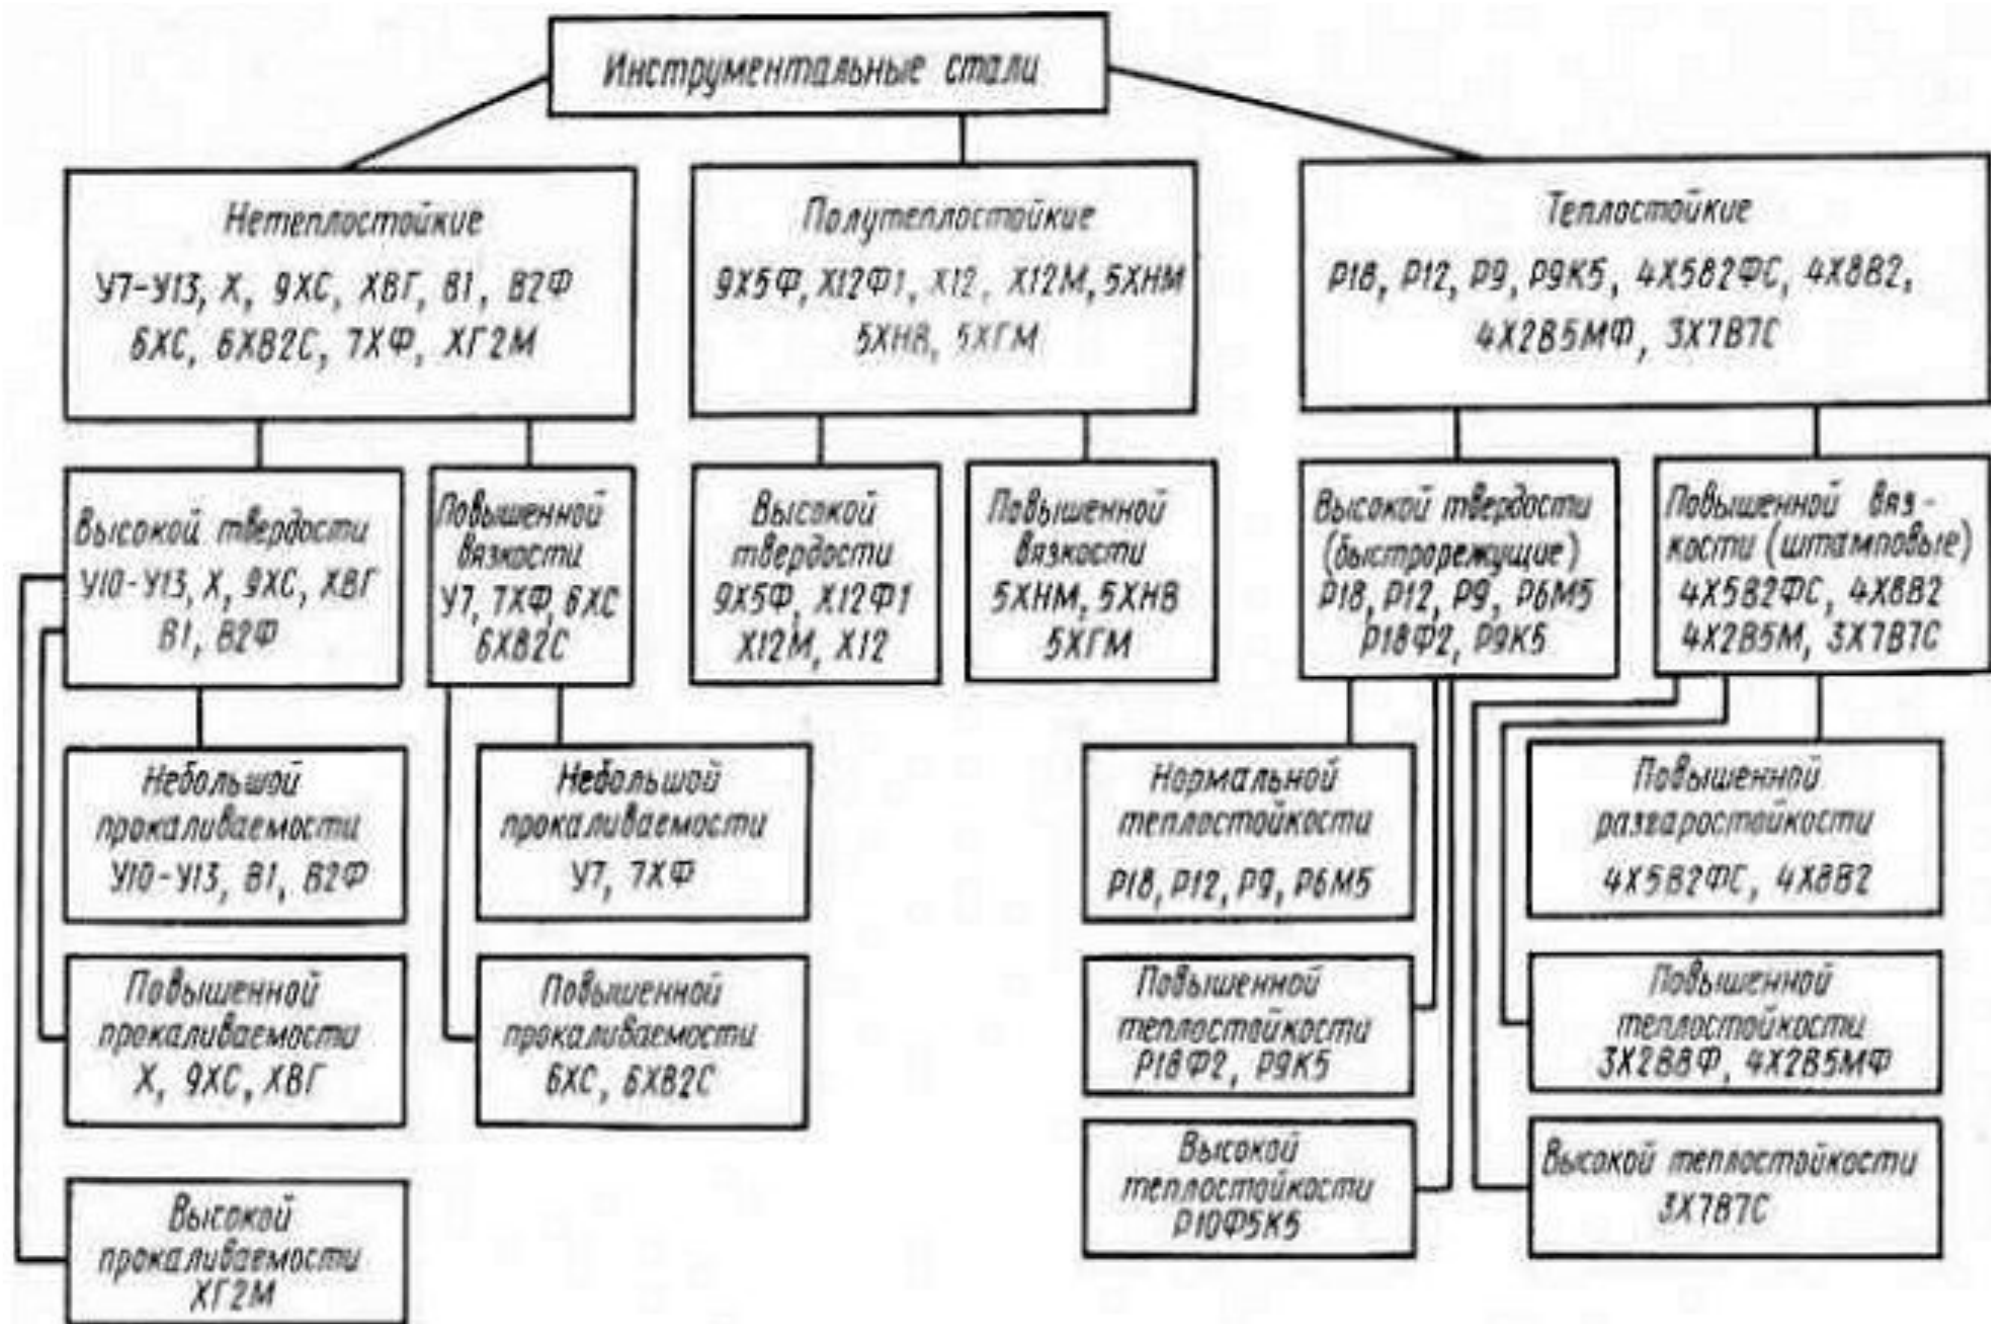 Инструментальные стали
Нетеплостойкие
У7-У13, Х, 9ХС, ХВГ, В1, В2Ф
6ХС, 6ХВ2С, 7ХФ, ХГ2М
Полутеплостойкие
9Х5Ф, Х12Ф1, Х12, Х12М, 5ХНМ
5ХНВ, 5ХГМ
Теплостойкие
Р18, Р12, Р9, Р9К5, 4Х5В2ФС, 4Х8В2,
4Х2В5МФ, 3Х7В7С
Высокой твердости
У10-У13, Х, 9ХС, ХВГ
В1, В2Ф
Повышенной
вязкости
У7, 7ХФ, 6ХС
6ХВ2С
Высокой
твердости
9Х5Ф, Х12Ф1
Х12М, Х12
Повышенной
вязкости
5ХНМ, 5ХНВ
5ХГМ
Высокой твердости
(быстрорежущие)
Р18, Р12, Р9, Р6М5
Р18Ф2, Р9К5
Повышенной вяз-
кости (штамповые)
4Х5В2ФС, 4Х8В2
4Х2В5М, 3Х7В7С
Небольшой
прокаливаемости
У10-У13, В1, В2Ф
Небольшой
прокаливаемости
У7, 7ХФ
Нормальной
теплостойкости
Р18, Р12, Р9, Р6М5
Повышенной
разгаростойкости
4Х5В2ФС, 4Х8В2
Повышенной
прокаливаемости
Х, 9ХС, ХВГ
Повышенной
прокаливаемости
6ХС, 6ХВ2С
Повышенной
теплостойкости
Р18Ф2, Р9К5
Повышенной
теплостойкости
3Х2В8Ф, 4Х2В5МФ
Высокой
прокаливаемости
ХГ2М
Высокой
теплостойкости
Р10Ф5К5
Высокой теплостойкости
3Х7В7С